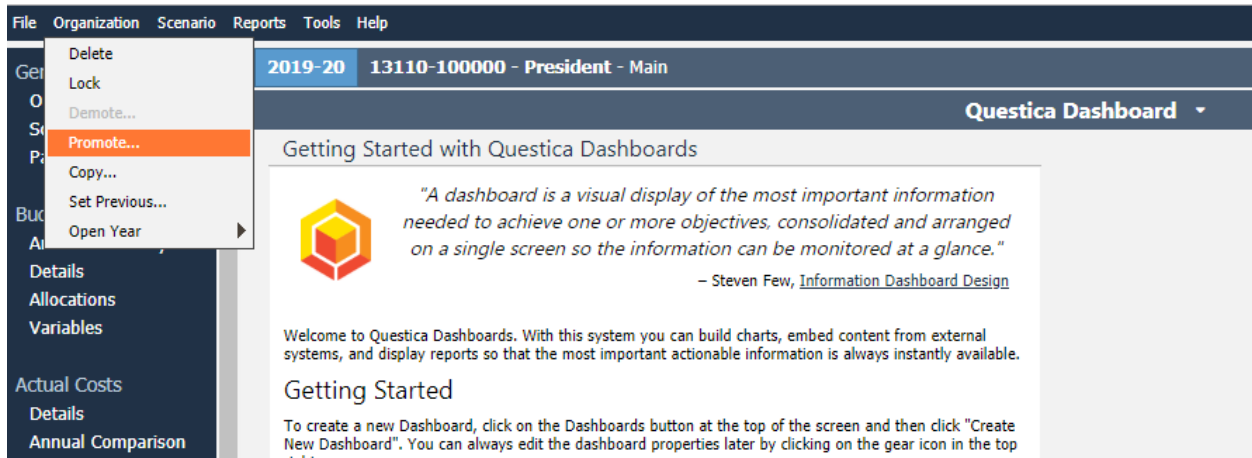 File Organization Scenario Reports Tools Help
Delete
Lock
Demote...
Promote...
Copy...
Set Previous...
Open Year
Details
Allocations
Variables
Actual Costs
Details
Annual Comparison
2019-20 13110-100000 - President - Main
Questica Dashboard
Getting Started with Questica Dashboards
"A dashboard is a visual display of the most important information
needed to achieve one or more objectives, consolidated and arranged
on a single screen so the information can be monitored at a glance."
– Steven Few, Information Dashboard Design
Welcome to Questica Dashboards. With this system you can build charts, embed content from external
systems, and display reports so that the most important actionable information is always instantly available.
Getting Started
To create a new Dashboard, click on the Dashboards button at the top of the screen and then click "Create
New Dashboard". You can always edit the dashboard properties later by clicking on the gear icon in the top